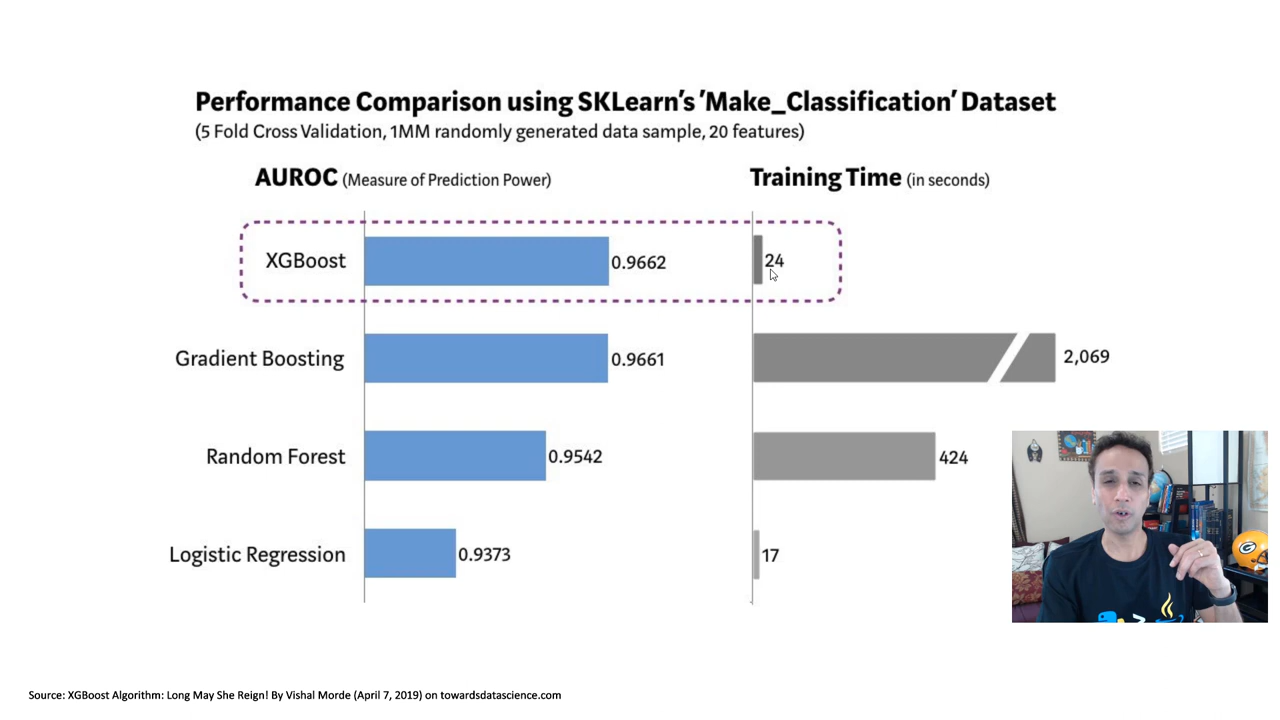 Performance Comparison using SKLearn's 'Make_Classification' Dataset
(5 Fold Cross Validation, 1MM randomly generated data sample, 20 features)
AUROC (Measure of Prediction Power)
Training Time (in seconds)
XGBoost 0.9662 24
Gradient Boosting 0.9661 2,069
Random Forest 0.9542 424
Logistic Regression 0.9373 17
Source: XGBoost Algorithm: Long May She Reign! By Vishal Morde (April 7, 2019) on towardsdatascience.com